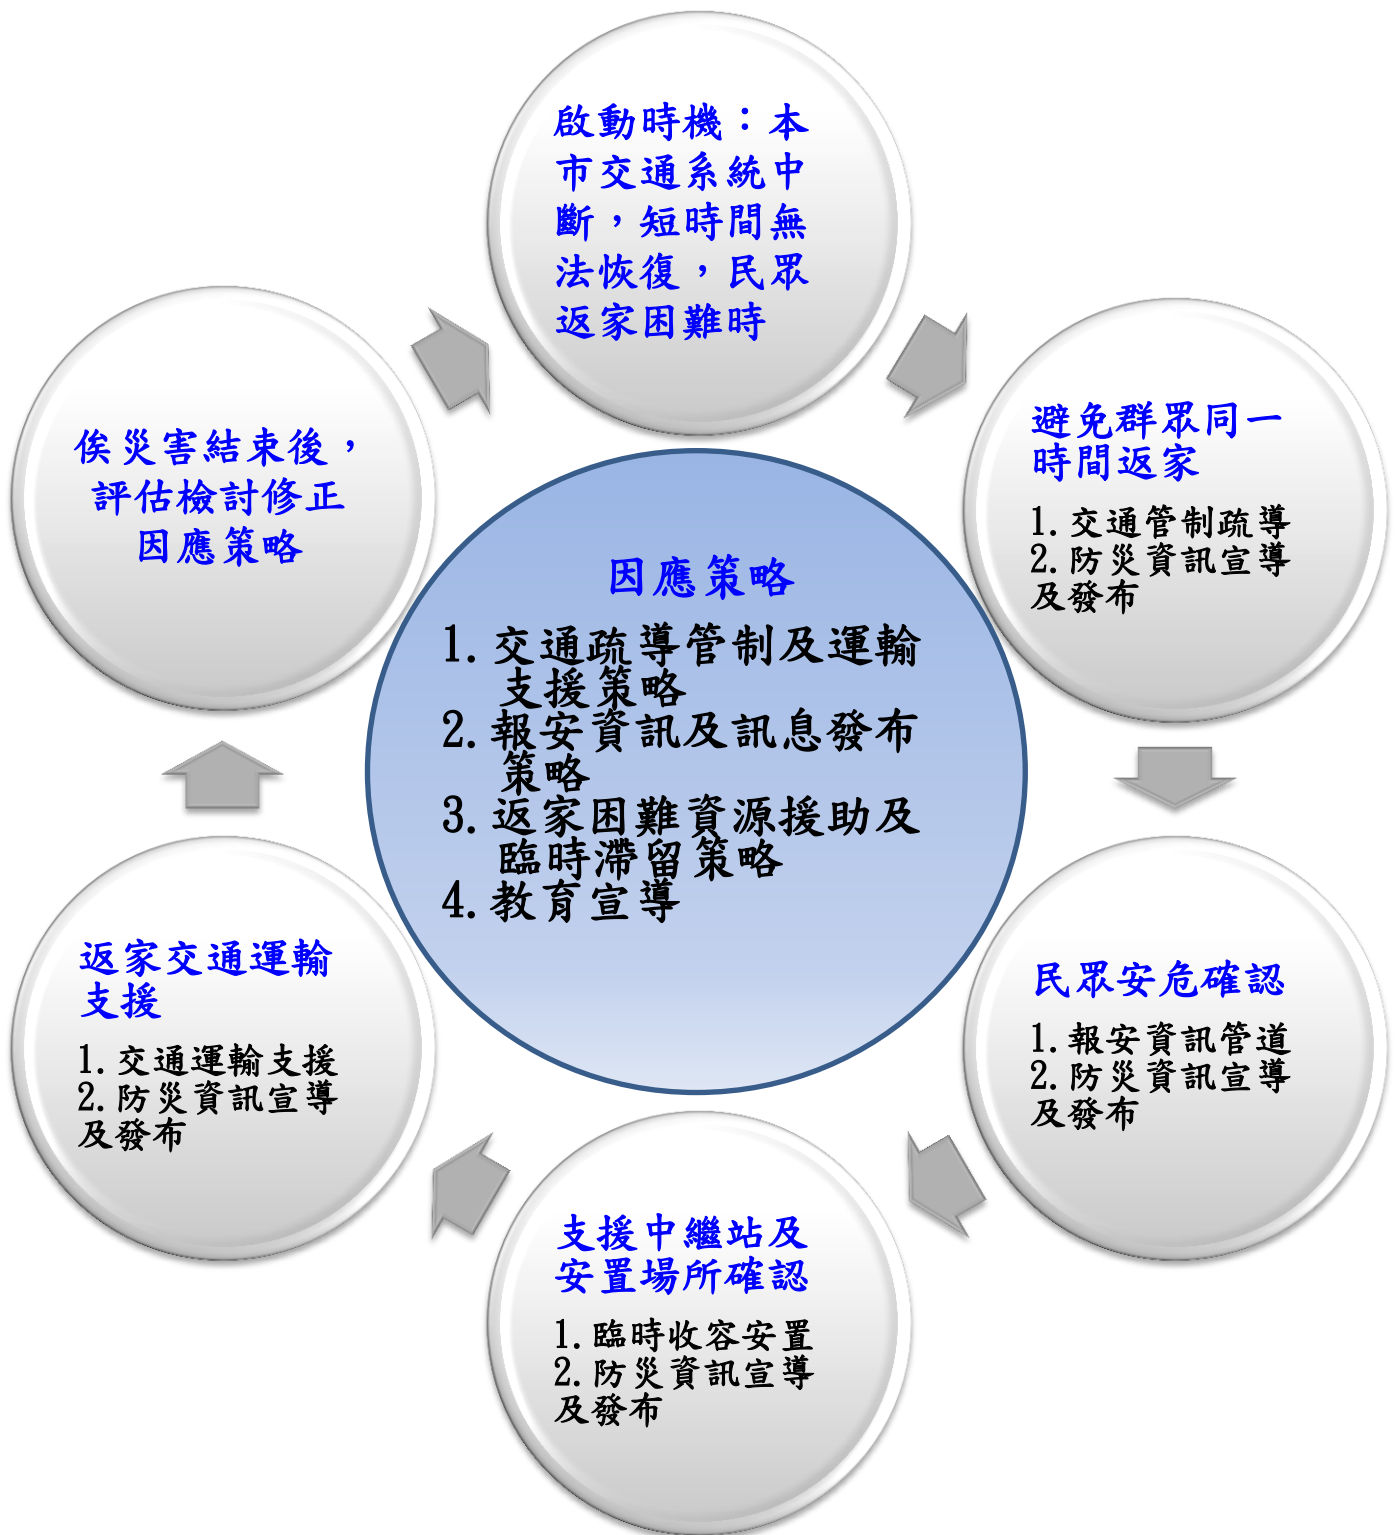 啟動時機：本
市交通系統中
斷，短時間無
法恢復，民眾
返家困難時
避免群眾同一
時間返家
1.交通管制疏導
2.防災資訊宣導
及發布
民眾安危確認
1.報安資訊管道
2.防災資訊宣導
及發布
支援中繼站及
安置場所確認
1.臨時收容安置
2.防災資訊宣導
及發布
返家交通運輸
支援
1.交通運輸支援
2.防災資訊宣導
及發布
俟災害結束後，
評估檢討修正
因應策略
因應策略
1.交通疏導管制及運輸
支援策略
2.報安資訊及訊息發布
策略
3.返家困難資源援助及
臨時滯留策略
4.教育宣導